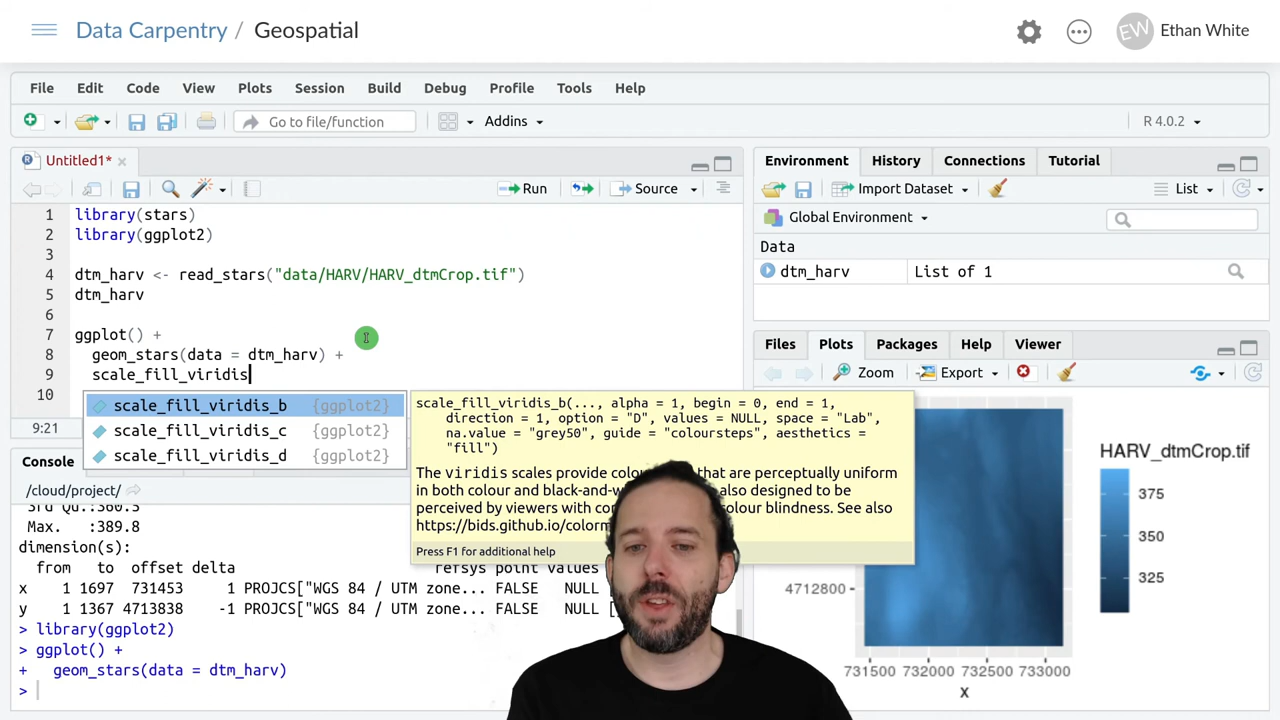 Data Carpentry / Geospatial
EW Ethan White
File Edit Code View Plots Session Build Debug Profile Tools Help
Go to file/function
Addins
R 4.0.2
Untitled1*
Run
Source
1 library(stars)
2 library(ggplot2)
3
4 dtm_harv <- read_stars("data/HARV/HARV_dtmCrop.tif")
5 dtm_harv
6
7 ggplot() +
8 geom_stars(data = dtm_harv) +
9 scale_fill_viridis
10
scale_fill_viridis_b {ggplot2}
scale_fill_viridis_c {ggplot2}
scale_fill_viridis_d {ggplot2}
scale_fill_viridis_b(..., alpha = 1, begin = 0, end = 1,
direction = 1, option = "D", values = NULL, space = "Lab",
na.value = "grey50", guide = "coloursteps", aesthetics =
"fill")
The viridis scales provide colour that are perceptually uniform
in both colour and black-and-w also designed to be
perceived by viewers with co colour blindness. See also
https://bids.github.io/colorm
Press F1 for additional help
9:21
Console
/cloud/project/
Max. :389.8
dimension(s):
from to offset delta refsys point values
x 1 1697 731453 1 PROJCS["WGS 84 / UTM zone... FALSE NULL [
y 1 1367 4713838 -1 PROJCS["WGS 84 / UTM zone... FALSE NULL [
> library(ggplot2)
> ggplot() +
+ geom_stars(data = dtm_harv)
>
Environment History Connections Tutorial
Import Dataset
List
Global Environment
Data
dtm_harv List of 1
Files Plots Packages Help Viewer
Zoom
Export
HARV_dtmCrop.tif
375
350
325
4712800
731500 732000 732500 733000
x